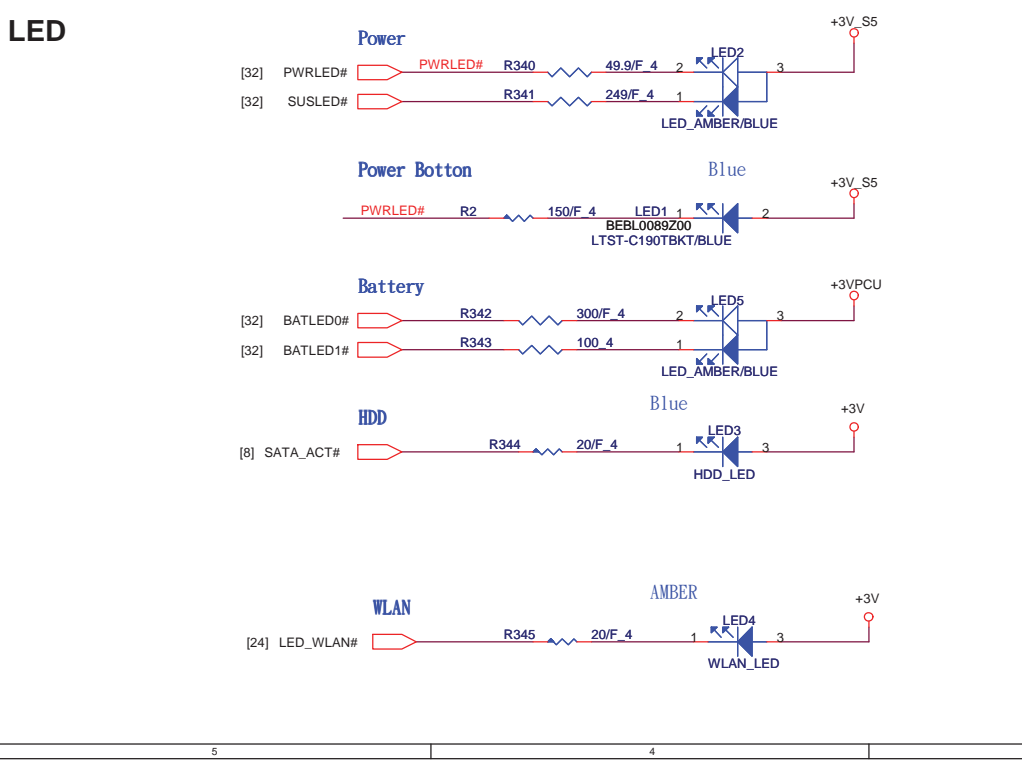 LED
Power
+3V_S5
LED2
[32] PWRLED# PWRLED# R340 49.9/F_4 2 3
[32] SUSLED# R341 249/F_4 1
LED_AMBER/BLUE
Power Botton
Blue
+3V_S5
PWRLED# R2 150/F_4 LED1 1 2
BEBL0089Z00
LTST-C190TBKT/BLUE
Battery
+3VPCU
LED5
[32] BATLED0# R342 300/F_4 2 3
[32] BATLED1# R343 100_4 1
LED_AMBER/BLUE
Blue
HDD
+3V
LED3
[8] SATA_ACT# R344 20/F_4 1 3
HDD_LED
AMBER
WLAN
+3V
LED4
[24] LED_WLAN# R345 20/F_4 1 3
WLAN_LED
5 4